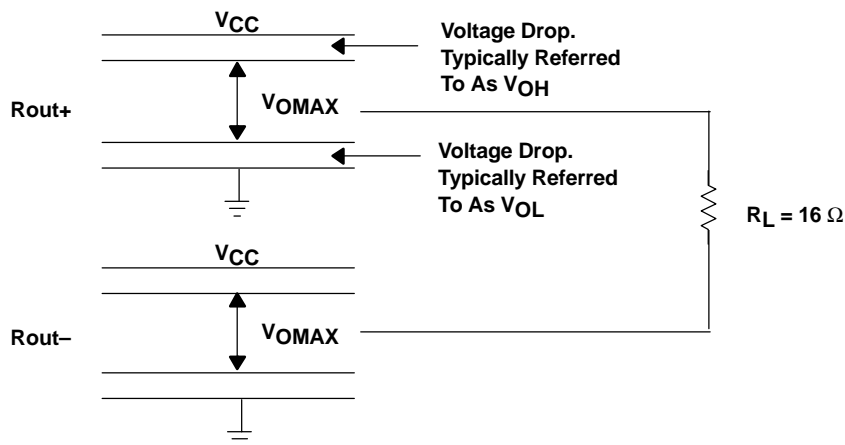 VCC
Voltage Drop.
Typically Referred
To As VOH
Rout+
VOMAX
Voltage Drop.
Typically Referred
To As VOL
RL = 16 Ω
VCC
Rout–
VOMAX